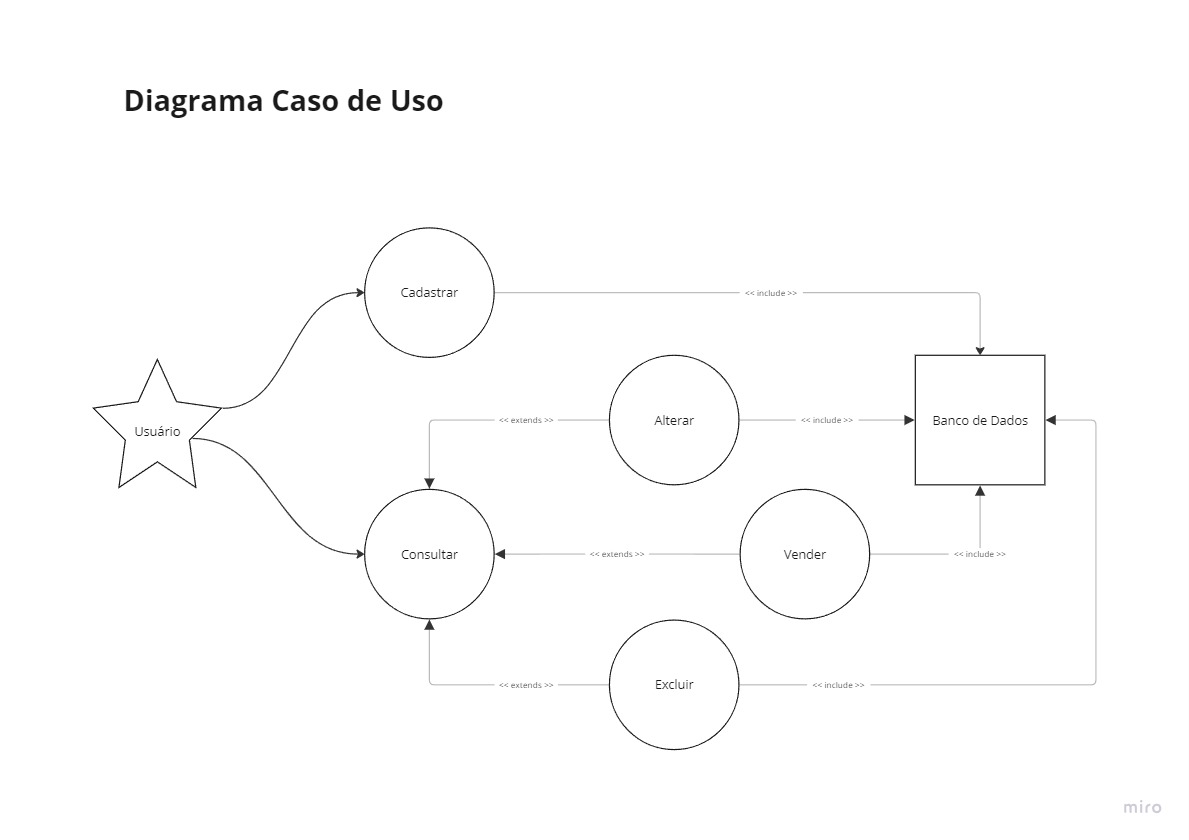 Diagrama Caso de Uso
Cadastrar
<< include >>
Usuário
<< extends >>
Alterar
<< include >>
Banco de Dados
Consultar
<< extends >>
Vender
<< include >>
<< extends >>
Excluir
<< include >>
miro